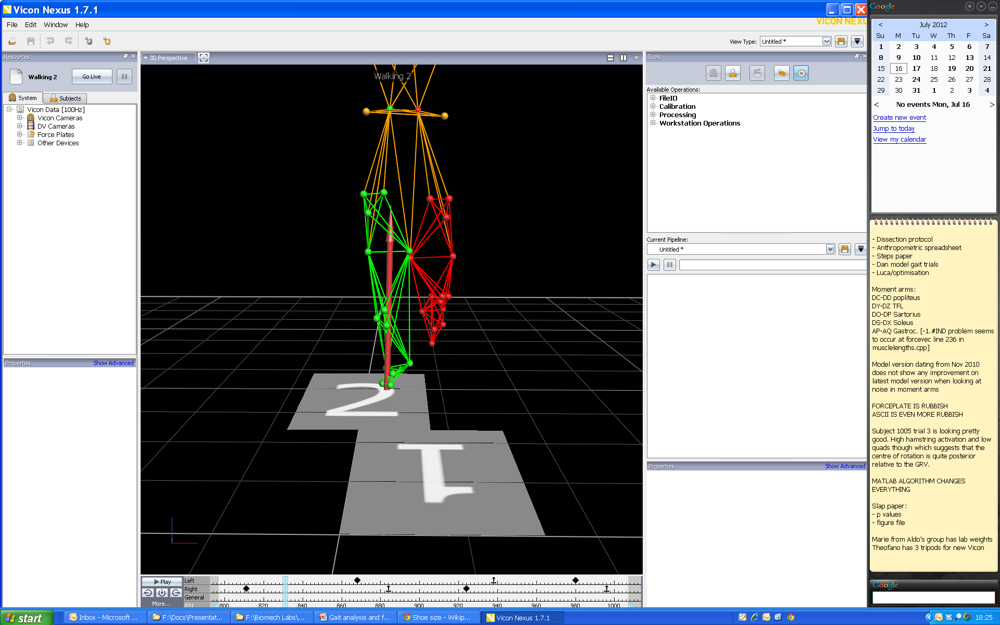 Vicon Nexus 1.7.1
File Edit Window Help
VICON NEXU
View Type: Untitled *
Resources
Walking 2
Go Live
System
Subjects
Vicon Data [100Hz]
Vicon Cameras
DV Cameras
Force Plates
Other Devices
Properties
Show Advanced
3D Perspective
Walking 2
2
1
Play
More...
Left
Right
General
831
800 820 840 860 880 900 920 940 960 980 1000
Tools
Available Operations:
FileIO
Calibration
Processing
Workstation Operations
Current Pipeline:
Untitled *
Properties
Show Advanced
Google
< July 2012 >
Su M Tu W Th F Sa
1 2 3 4 5 6 7
8 9 10 11 12 13 14
15 16 17 18 19 20 21
22 23 24 25 26 27 28
29 30 31 1 2 3 4
< No events Mon, Jul 16 >
Create new event
Jump to today
View my calendar
- Dissection protocol
- Anthropometric spreadsheet
- Steps paper
- Dan model gait trials
- Luca/optimisation
Moment arms:
DC-DD popliteus
DY-DZ TFL
DO-DP Sartorius
DS-DX Soleus
AP-AQ Gastroc. [-1.#IND problem seems
to occur at forcevec line 236 in
musclelengths.cpp]
Model version dating from Nov 2010
does not show any improvement on
latest model version when looking at
noise in moment arms
FORCEPLATE IS RUBBISH
ASCII IS EVEN MORE RUBBISH
Subject 1005 trial 3 is looking pretty
good. High hamstring activation and low
quads though which suggests that the
centre of rotation is quite posterior
relative to the GRV.
MATLAB ALGORITHM CHANGES
EVERYTHING
Slap paper:
- p values
- figure file
Marie from Aldo's group has lab weights
Theofano has 3 tripods for new Vicon
Google
start
Inbox - Microsoft ...
F:\Docs\Presentat...
F:\Biomech Labs\...
Gait analysis and f...
Shoe size - Wikip...
Vicon Nexus 1.7.1
18:25